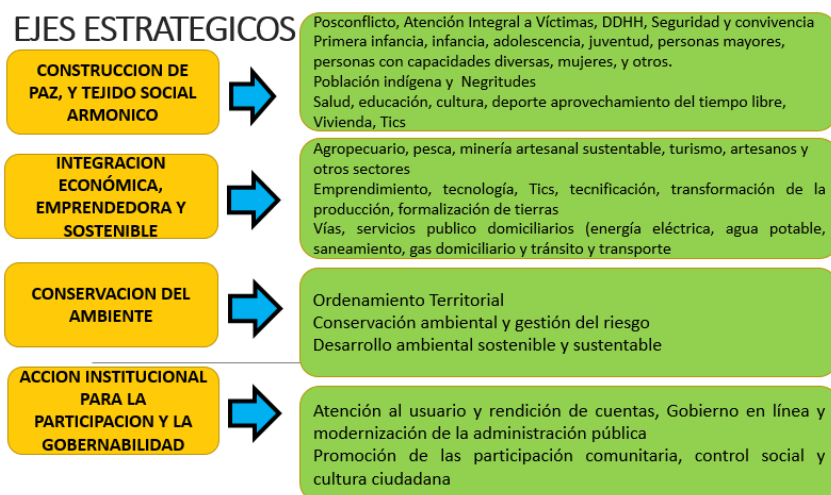 EJES ESTRATEGICOS
CONSTRUCCION DE
PAZ, Y TEJIDO SOCIAL
ARMONICO
Posconflicto, Atención Integral a Víctimas, DDHH, Seguridad y convivencia
Primera infancia, infancia, adolescencia, juventud, personas mayores,
personas con capacidades diversas, mujeres, y otros.
Población indígena y Negritudes
Salud, educación, cultura, deporte aprovechamiento del tiempo libre,
Vivienda, Tics
INTEGRACION
ECONÓMICA,
EMPRENDEDORA Y
SOSTENIBLE
Agropecuario, pesca, minería artesanal sustentable, turismo, artesanos y
otros sectores
Emprendimiento, tecnología, Tics, tecnificación, transformación de la
producción, formalización de tierras
Vías, servicios publico domiciliarios (energía eléctrica, agua potable,
saneamiento, gas domiciliario y tránsito y transporte
CONSERVACION DEL
AMBIENTE
Ordenamiento Territorial
Conservación ambiental y gestión del riesgo
Desarrollo ambiental sostenible y sustentable
ACCION INSTITUCIONAL
PARA LA
PARTICIPACION Y LA
GOBERNABILIDAD
Atención al usuario y rendición de cuentas, Gobierno en línea y
modernización de la administración pública
Promoción de las participación comunitaria, control social y
cultura ciudadana